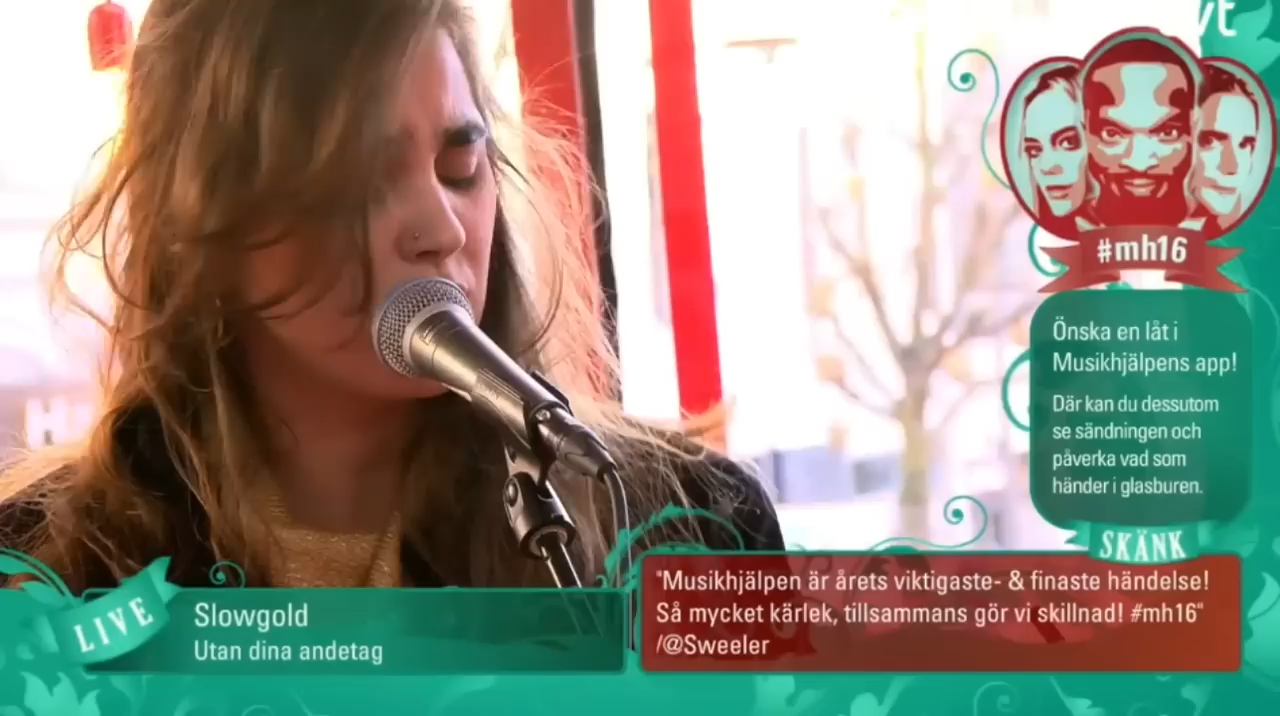 #mh16
Önska en låt i
Musikhjälpens app!
Där kan du dessutom
se sändningen och
påverka vad som
händer i glasburen.
SKÄNK
LIVE
Slowgold
Utan dina andetag
"Musikhjälpen är årets viktigaste- & finaste händelse!
Så mycket kärlek, tillsammans gör vi skillnad! #mh16"
/@Sweeler